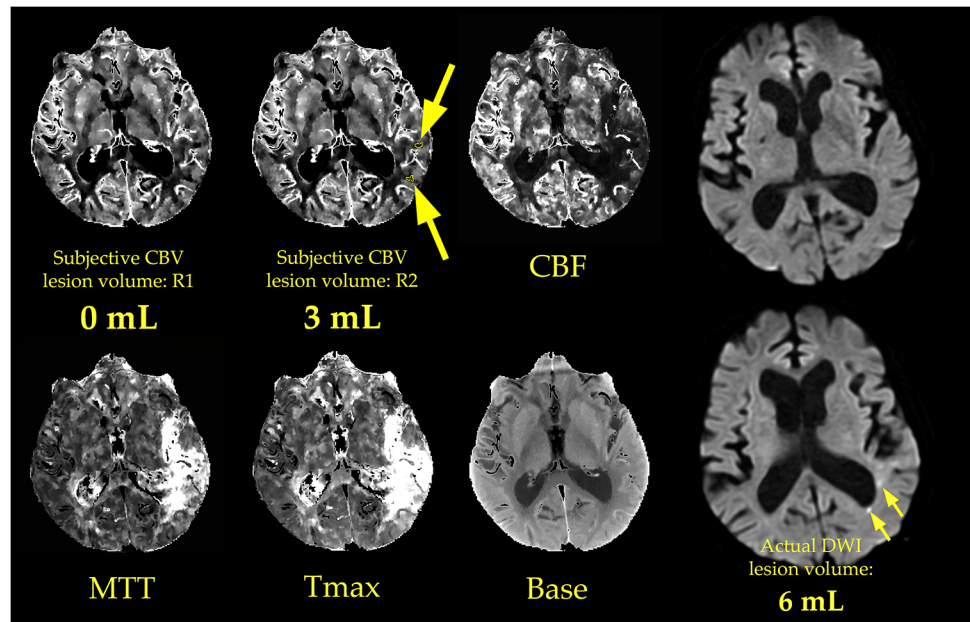 Subjective CBV
lesion volume: R1
0 mL
Subjective CBV
lesion volume: R2
3 mL
CBF
MTT
Tmax
Base
Actual DWI
lesion volume:
6 mL